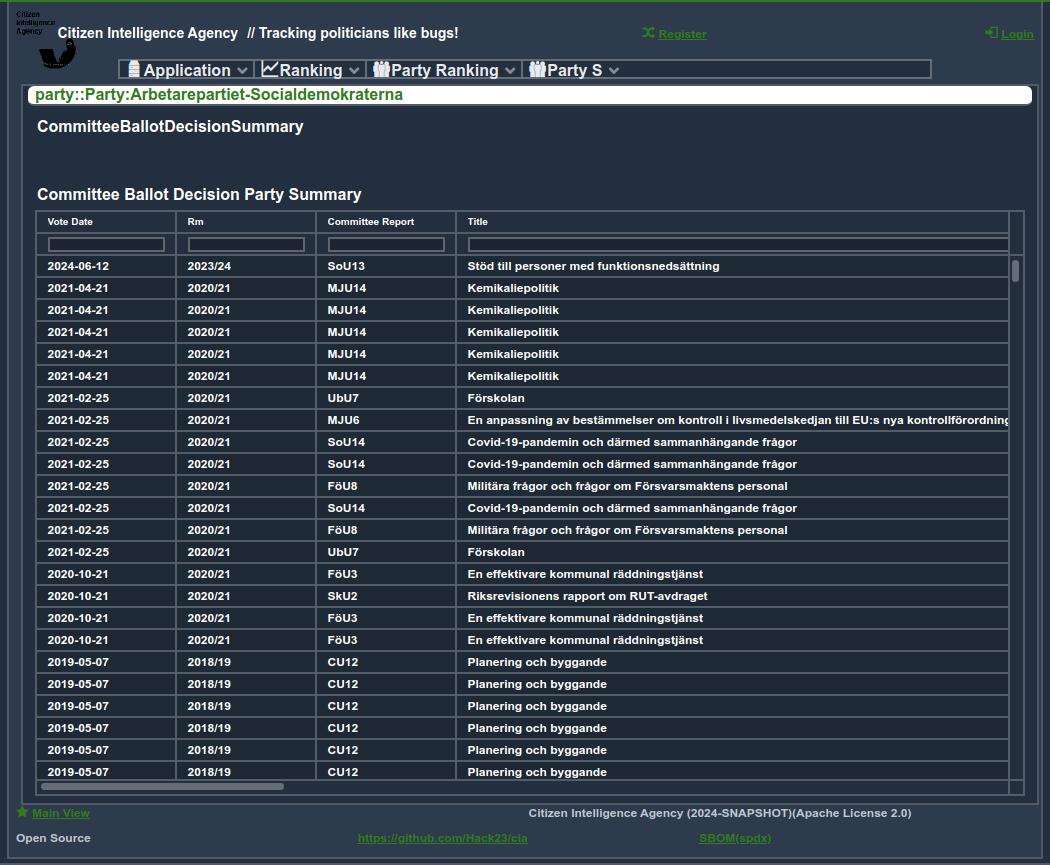 Citizen
Intelligence
Agency
Citizen Intelligence Agency // Tracking politicians like bugs!
Register
Login
Application Ranking Party Ranking Party S
party::Party:Arbetarepartiet-Socialdemokraterna
CommitteeBallotDecisionSummary
Committee Ballot Decision Party Summary
Vote Date Rm Committee Report Title
2024-06-12 2023/24 SoU13 Stöd till personer med funktionsnedsättning
2021-04-21 2020/21 MJU14 Kemikaliepolitik
2021-04-21 2020/21 MJU14 Kemikaliepolitik
2021-04-21 2020/21 MJU14 Kemikaliepolitik
2021-04-21 2020/21 MJU14 Kemikaliepolitik
2021-04-21 2020/21 MJU14 Kemikaliepolitik
2021-02-25 2020/21 UbU7 Förskolan
2021-02-25 2020/21 MJU6 En anpassning av bestämmelser om kontroll i livsmedelskedjan till EU:s nya kontrollförordning
2021-02-25 2020/21 SoU14 Covid-19-pandemin och därmed sammanhängande frågor
2021-02-25 2020/21 SoU14 Covid-19-pandemin och därmed sammanhängande frågor
2021-02-25 2020/21 FöU8 Militära frågor och frågor om Försvarsmaktens personal
2021-02-25 2020/21 SoU14 Covid-19-pandemin och därmed sammanhängande frågor
2021-02-25 2020/21 FöU8 Militära frågor och frågor om Försvarsmaktens personal
2021-02-25 2020/21 UbU7 Förskolan
2020-10-21 2020/21 FöU3 En effektivare kommunal räddningstjänst
2020-10-21 2020/21 SkU2 Riksrevisionens rapport om RUT-avdraget
2020-10-21 2020/21 FöU3 En effektivare kommunal räddningstjänst
2020-10-21 2020/21 FöU3 En effektivare kommunal räddningstjänst
2019-05-07 2018/19 CU12 Planering och byggande
2019-05-07 2018/19 CU12 Planering och byggande
2019-05-07 2018/19 CU12 Planering och byggande
2019-05-07 2018/19 CU12 Planering och byggande
2019-05-07 2018/19 CU12 Planering och byggande
2019-05-07 2018/19 CU12 Planering och byggande
Main View Citizen Intelligence Agency (2024-SNAPSHOT)(Apache License 2.0)
Open Source https://github.com/Hack23/cia SBOM(spdx)